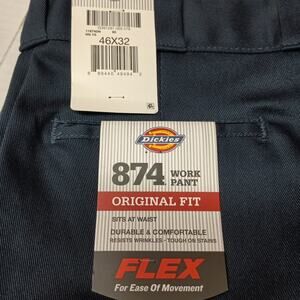 46X32
Dickies
874 WORK
PANT
ORIGINAL FIT
SITS AT WAIST
DURABLE & COMFORTABLE
RESISTS WRINKLES - TOUGH ON STAINS
FLEX
For Ease Of Movement